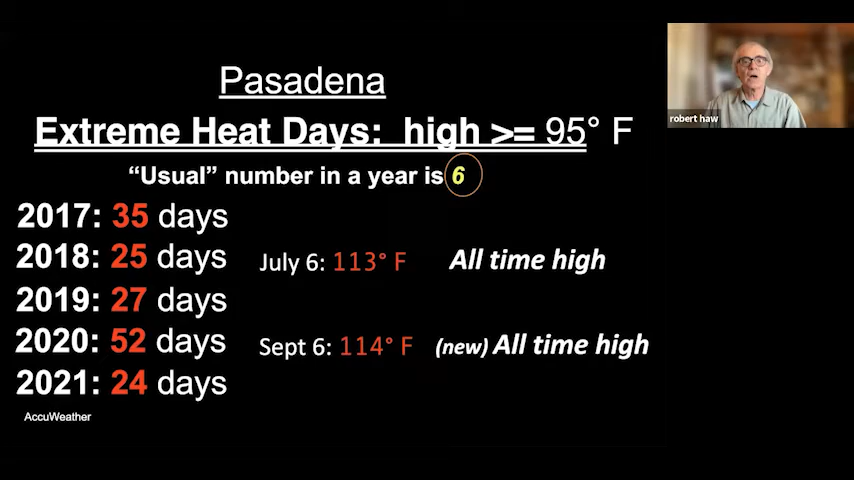 Pasadena
Extreme Heat Days: high >= 95° F
“Usual” number in a year is 6
2017: 35 days
2018: 25 days July 6: 113° F All time high
2019: 27 days
2020: 52 days Sept 6: 114° F (new) All time high
2021: 24 days
AccuWeather
robert haw